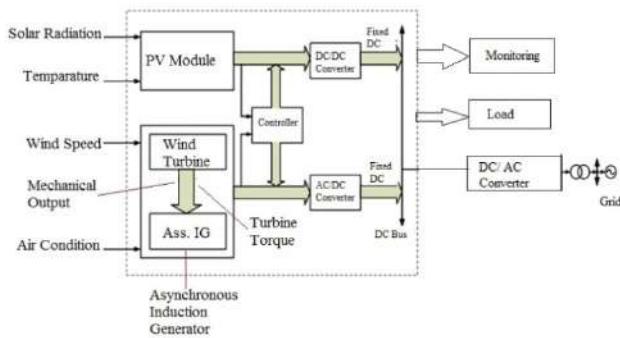 Solar Radiation
Temparature
PV Module
DC/DC
Converter
Fixed
DC
Monitoring
Controller
Load
Wind Speed
Wind
Turbine
Mechanical
Output
Ass. IG
Turbine
Torque
Air Condition
AC/DC
Converter
Fixed
DC
DC Bus
DC/ AC
Converter
Grid
Asynchronous
Induction
Generator